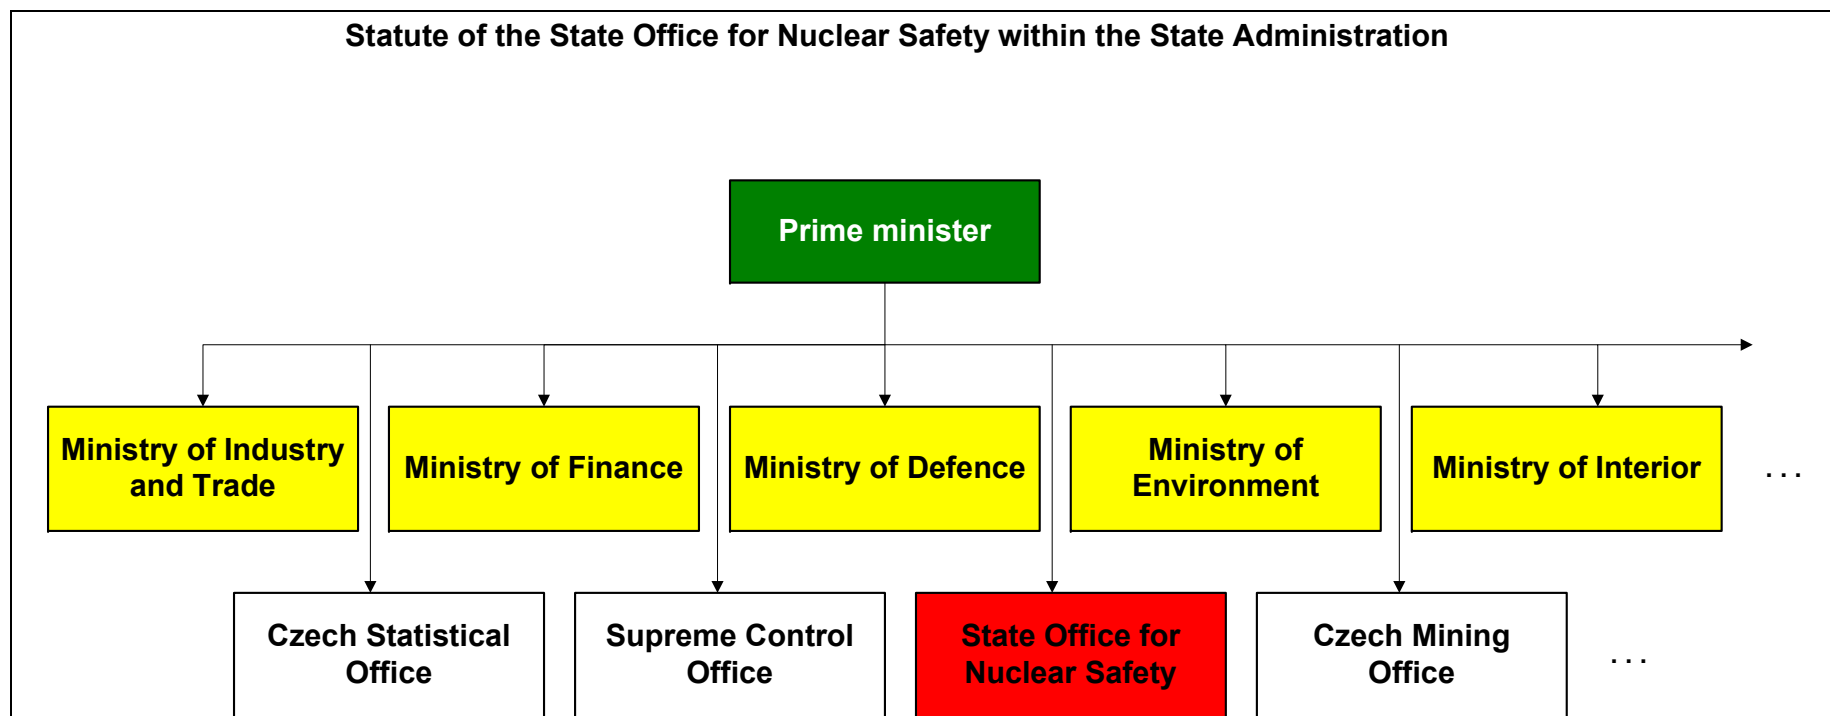 Statute of the State Office for Nuclear Safety within the State Administration
Prime minister
Ministry of Industry
and Trade
Ministry of Finance
Ministry of Defence
Ministry of
Environment
Ministry of Interior
...
Czech Statistical
Office
Supreme Control
Office
State Office for
Nuclear Safety
Czech Mining
Office
...